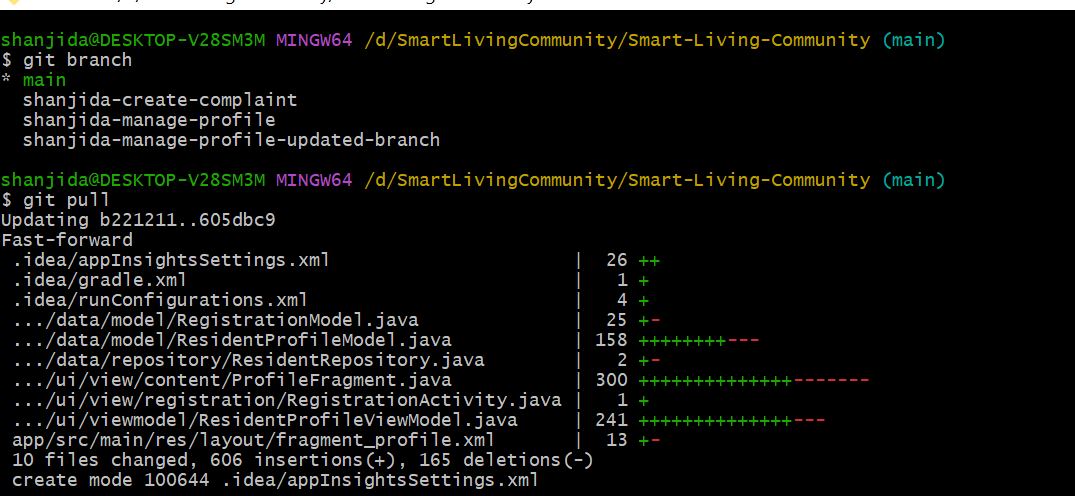 shanjida@DESKTOP-V28SM3M MINGW64 /d/SmartLivingCommunity/Smart-Living-Community (main)
$ git branch
* main
  shanjida-create-complaint
  shanjida-manage-profile
  shanjida-manage-profile-updated-branch
shanjida@DESKTOP-V28SM3M MINGW64 /d/SmartLivingCommunity/Smart-Living-Community (main)
$ git pull
Updating b221211..605dbc9
Fast-forward
 .idea/appInsightsSettings.xml                      |  26 ++
 .idea/gradle.xml                                   |   1 +
 .idea/runConfigurations.xml                        |   4 +
 .../data/model/RegistrationModel.java              |  25 +-
 .../data/model/ResidentProfileModel.java           | 158 ++++++++---
 .../data/repository/ResidentRepository.java        |   2 +-
 .../ui/view/content/ProfileFragment.java           | 300 ++++++++++++++-------
 .../ui/view/registration/RegistrationActivity.java |   1 +
 .../ui/viewmodel/ResidentProfileViewModel.java     | 241 ++++++++++++++---
 app/src/main/res/layout/fragment_profile.xml       |  13 +-
 10 files changed, 606 insertions(+), 165 deletions(-)
 create mode 100644 .idea/appInsightsSettings.xml